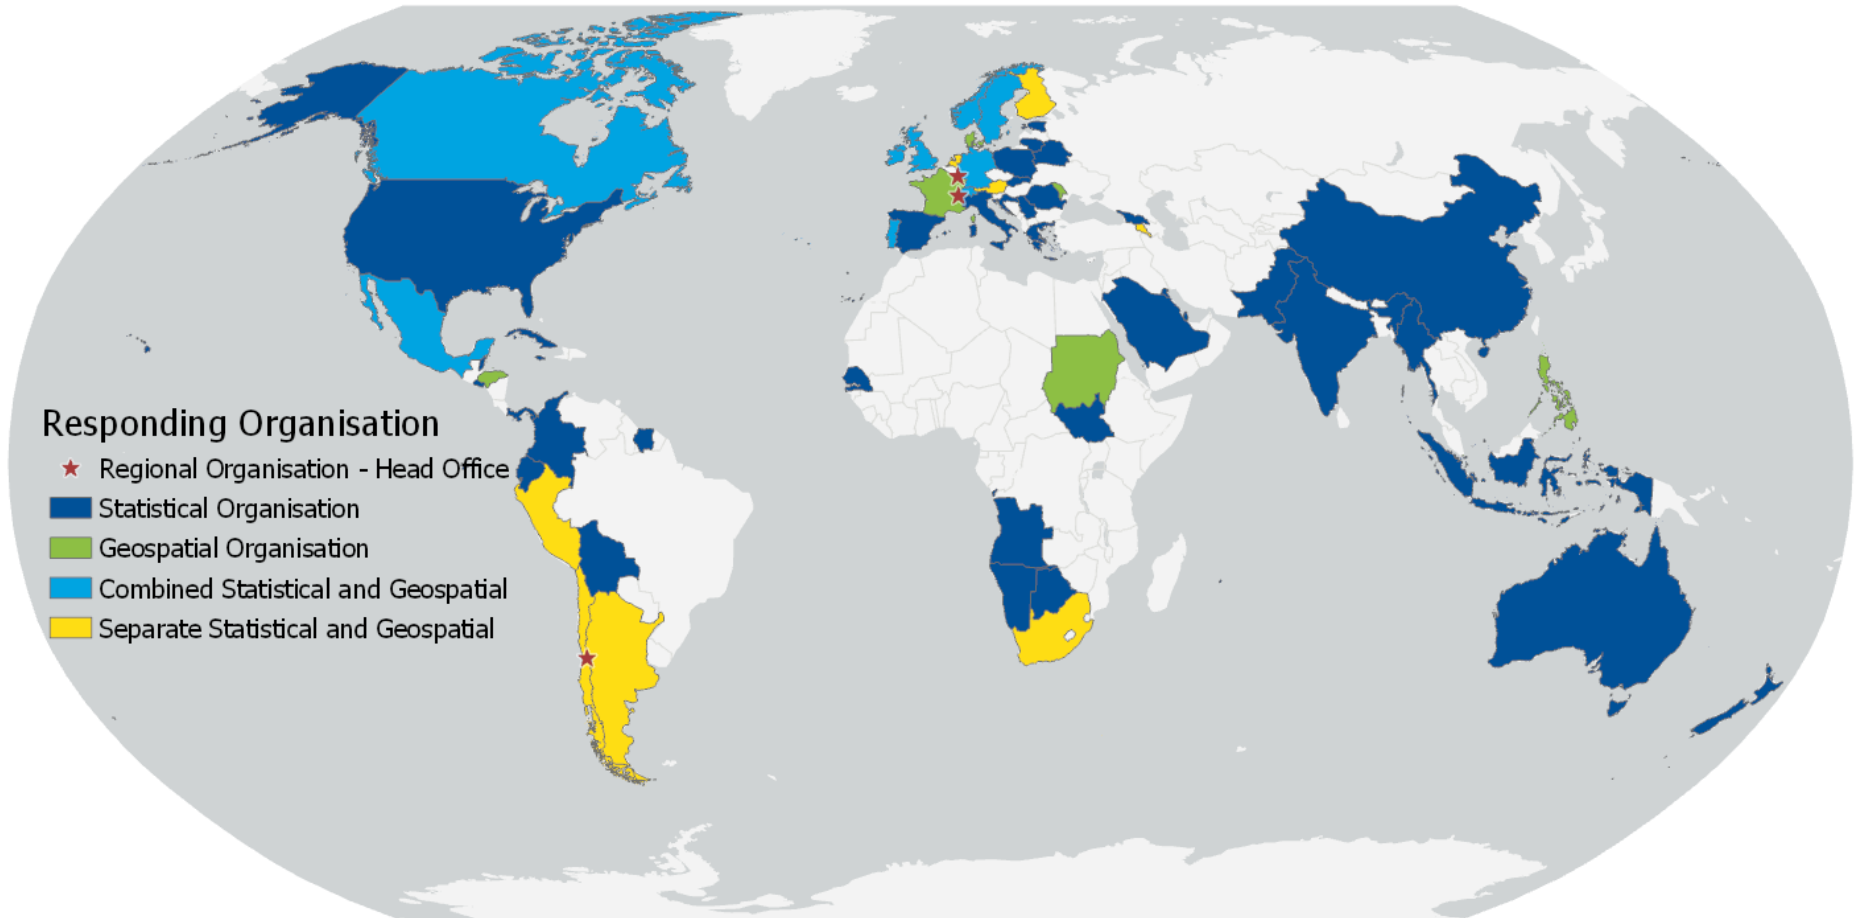 Responding Organisation
Regional Organisation - Head Office
Statistical Organisation
Geospatial Organisation
Combined Statistical and Geospatial
Separate Statistical and Geospatial